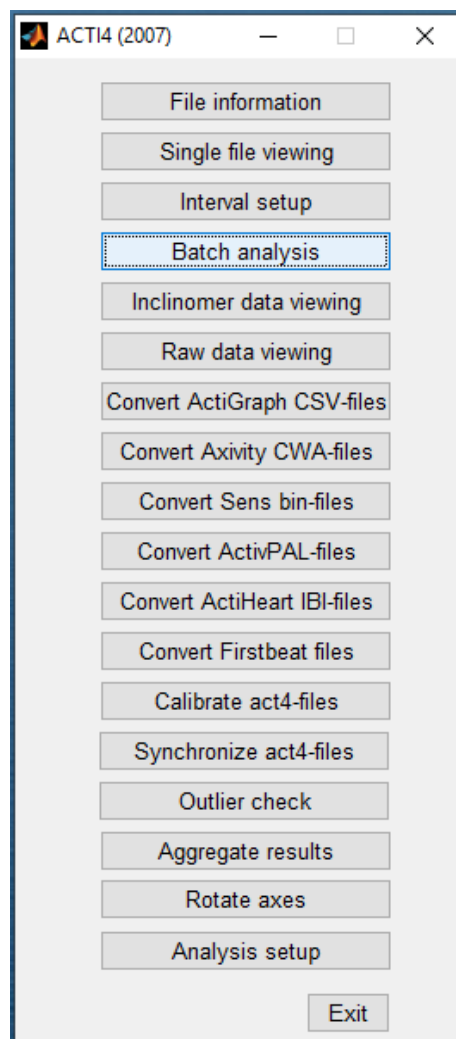 ACTI4 (2007)
File information
Single file viewing
Interval setup
Batch analysis
Inclinomer data viewing
Raw data viewing
Convert ActiGraph CSV-files
Convert Axivity CWA-files
Convert Sens bin-files
Convert ActivPAL-files
Convert ActiHeart IBI-files
Convert Firstbeat files
Calibrate act4-files
Synchronize act4-files
Outlier check
Aggregate results
Rotate axes
Analysis setup
Exit